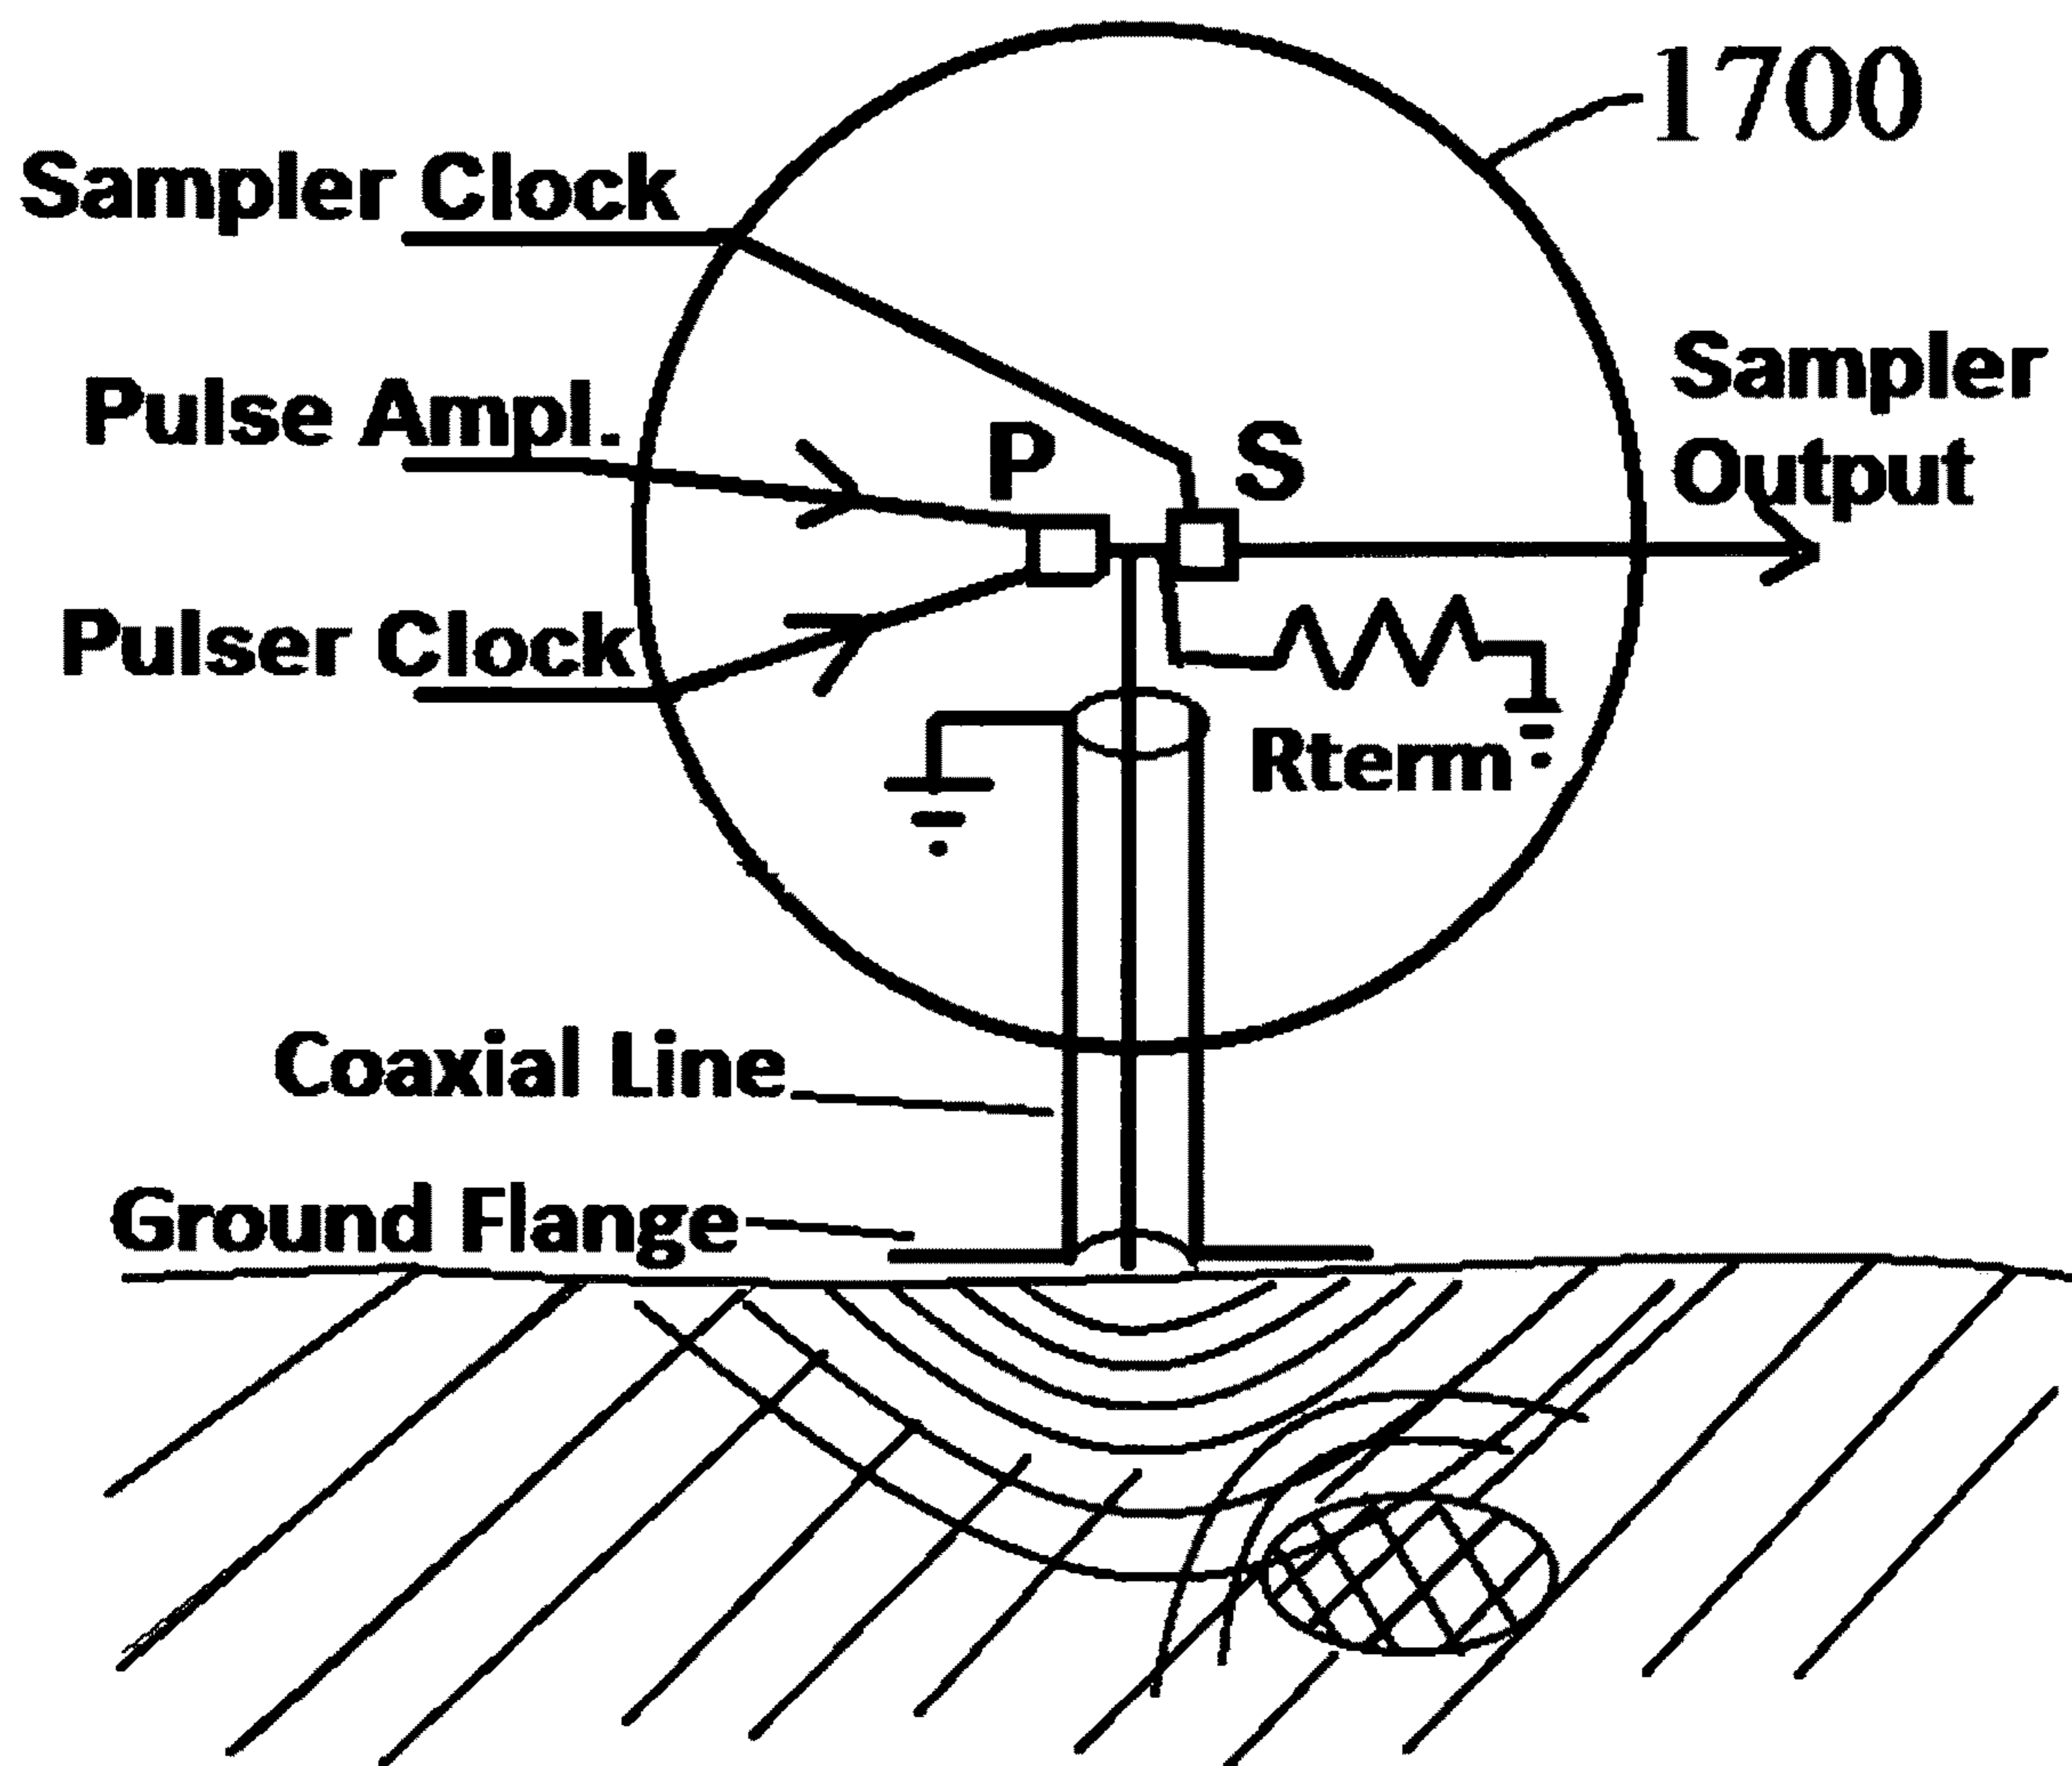 1700
Sampler Clock
Sampler
Output
Pulse Ampl.
P
S
Pulser Clock
Rterm
Coaxial Line
Ground Flange